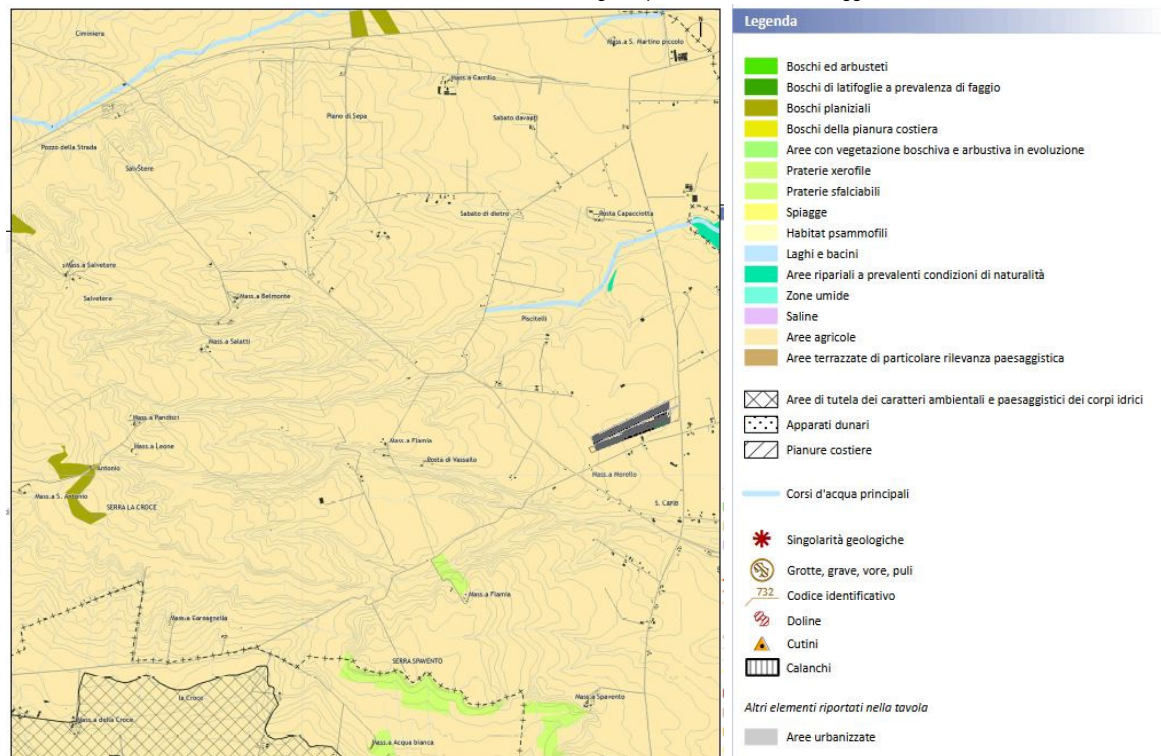 Ciminiera
Mass.a S. Martino piccolo
N
Mass.a Carrillo
Piano di Sepa
Sabato davanti
Pozzo della Strada
Sabato di dietro
Posta Capacciotta
Mass.a Salvetere
Salvetere
Mass.a Belmonte
Piscitelli
Mass.a Salatti
Mass.a Pandisci
Mass.a Flamia
Mass.a Leone
Posta di Vassallo
Antonio
Mass.a Morollo
Mass.a S. Antonio
SERRA LA CROCE
S. Carlo
Mass.a Flamia
Mass.a Garzagnella
SERRA SPAVENTO
la Croce
Mass.a Spavento
Mass.a della Croce
Mass.a Acqua bianca
Legenda
Boschi ed arbusteti
Boschi di latifoglie a prevalenza di faggio
Boschi planiziali
Boschi della pianura costiera
Aree con vegetazione boschiva e arbustiva in evoluzione
Praterie xerofile
Praterie sfalciabili
Spiagge
Habitat psammofili
Laghi e bacini
Aree ripariali a prevalenti condizioni di naturalità
Zone umide
Saline
Aree agricole
Aree terrazzate di particolare rilevanza paesaggistica
Aree di tutela dei caratteri ambientali e paesaggistici dei corpi idrici
Apparati dunari
Pianure costiere
Corsi d'acqua principali
Singolarità geologiche
Grotte, grave, vore, puli
732 Codice identificativo
Doline
Cutini
Calanchi
Altri elementi riportati nella tavola
Aree urbanizzate